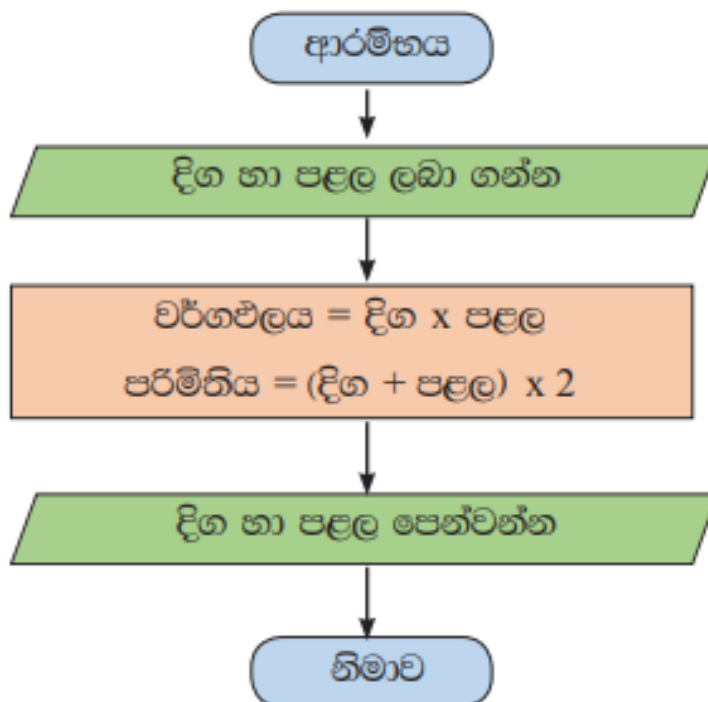 ආරම්භය
දිග හා පළල ලබා ගන්න
වර්ගඵලය = දිග x පළල
පරිමිතිය = (දිග + පළල) x 2
දිග හා පළල පෙන්වන්න
නිමාව